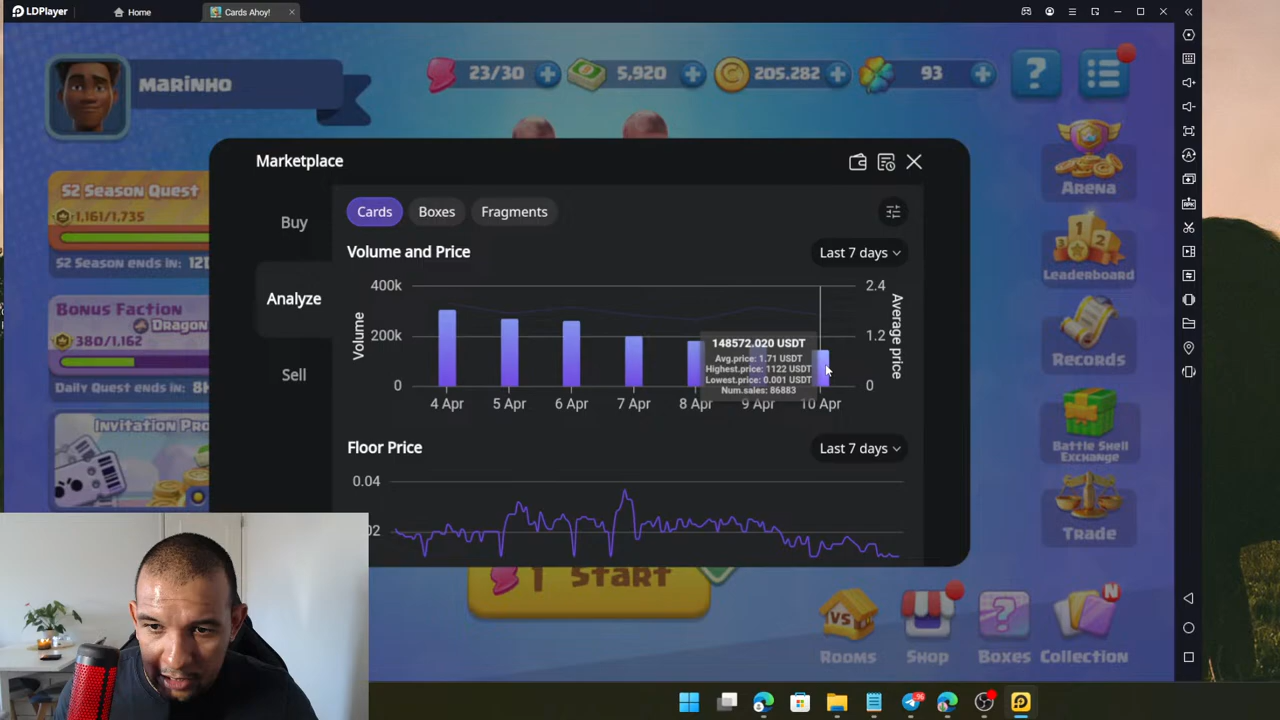 LDPlayer
Home
Cards Ahoy!
MARINHO
23/30
5,920
205.282
93
Marketplace
S2 Season Quest
1,161/1,735
S2 Season ends in:
Bonus Faction
Dragon
380/1,162
Daily Quest ends in:
Invitation
Buy
Analyze
Sell
Cards
Boxes
Fragments
Volume and Price
Last 7 days
400k
200k
0
Volume
2.4
1.2
0
Average price
148572.020 USDT
Avg.price: 1.71 USDT
Highest.price: 1122 USDT
Lowest.price: 0.001 USDT
Num.sales: 86883
4 Apr
5 Apr
6 Apr
7 Apr
8 Apr
9 Apr
10 Apr
Floor Price
Last 7 days
0.04
ARENA
LEADERBOARD
RECORDS
Battle Shell
Exchange
TRADE
1 START
VS
ROOMS
SHOP
BOXES
N
COLLECTION